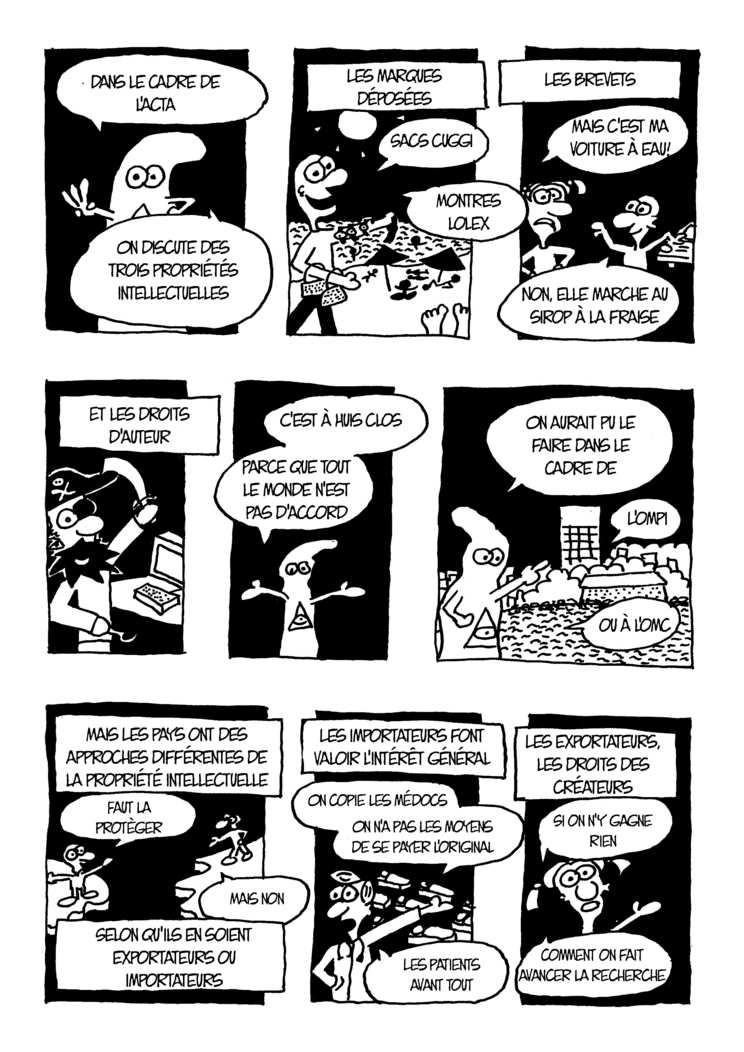 DANS LE CADRE DE
L'ACTA
ON DISCUTE DES
TROIS PROPRIÉTÉS
INTELLECTUELLES
LES MARQUES
DÉPOSÉES
SACS CUGGI
MONTRES
LOLEX
LES BREVETS
MAIS C'EST MA
VOITURE À EAU!
NON, ELLE MARCHE AU
SIROP À LA FRAISE
ET LES DROITS
D'AUTEUR
C'EST À HUIS CLOS
PARCE QUE TOUT
LE MONDE N'EST
PAS D'ACCORD
ON AURAIT PU LE
FAIRE DANS LE
CADRE DE
L'OMPI
OU À L'OMC
MAIS LES PAYS ONT DES
APPROCHES DIFFÉRENTES DE
LA PROPRIÉTÉ INTELLECTUELLE
FAUT LA
PROTÈGER
MAIS NON
SELON QU'ILS EN SOIENT
EXPORTATEURS OU
IMPORTATEURS
LES IMPORTATEURS FONT
VALOIR L'INTÉRÊT GÉNÉRAL
ON COPIE LES MÉDOCS
ON N'A PAS LES MOYENS
DE SE PAYER L'ORIGINAL
LES PATIENTS
AVANT TOUT
LES EXPORTATEURS,
LES DROITS DES
CRÉATEURS
SI ON N'Y GAGNE
RIEN
COMMENT ON FAIT
AVANCER LA RECHERCHE